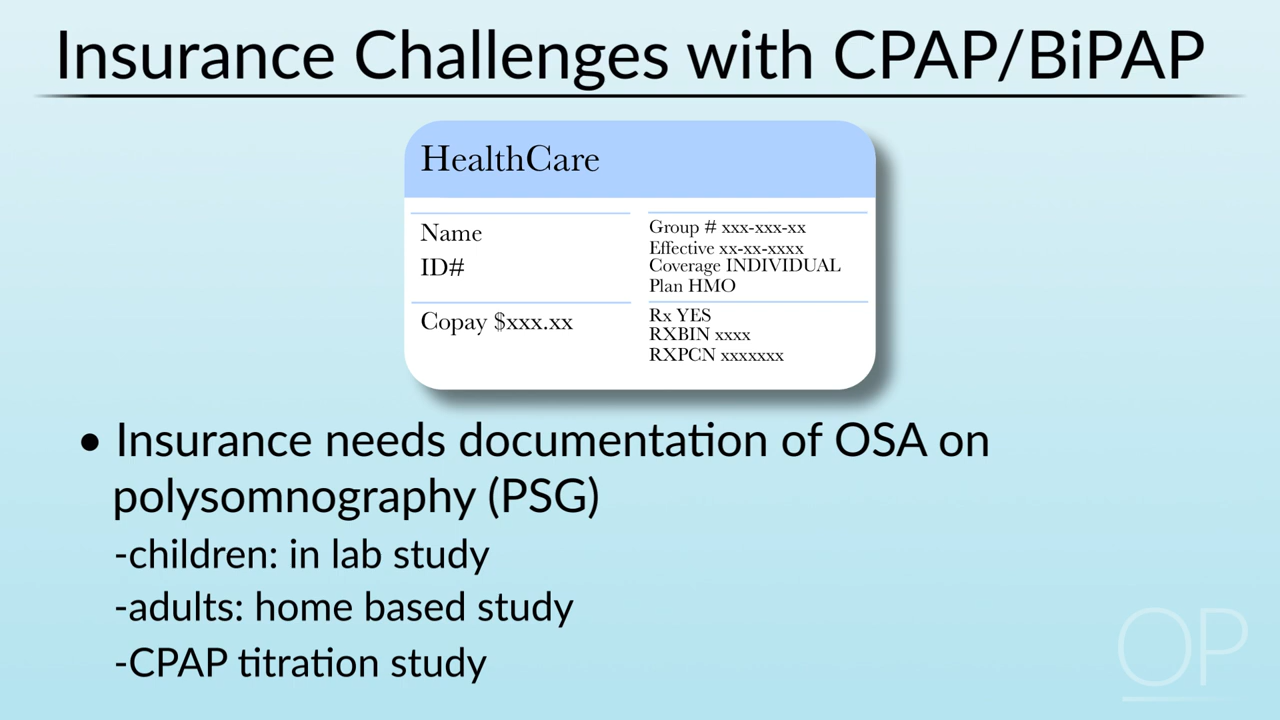 Insurance Challenges with CPAP/BiPAP
HealthCare
Name
ID#
Copay $xxx.xx
Group # xxx-xxx-xx
Effective xx-xx-xxxx
Coverage INDIVIDUAL
Plan HMO
Rx YES
RXBIN xxxx
RXPCN xxxxxxx
• Insurance needs documentation of OSA on
polysomnography (PSG)
-children: in lab study
-adults: home based study
-CPAP titration study
OP